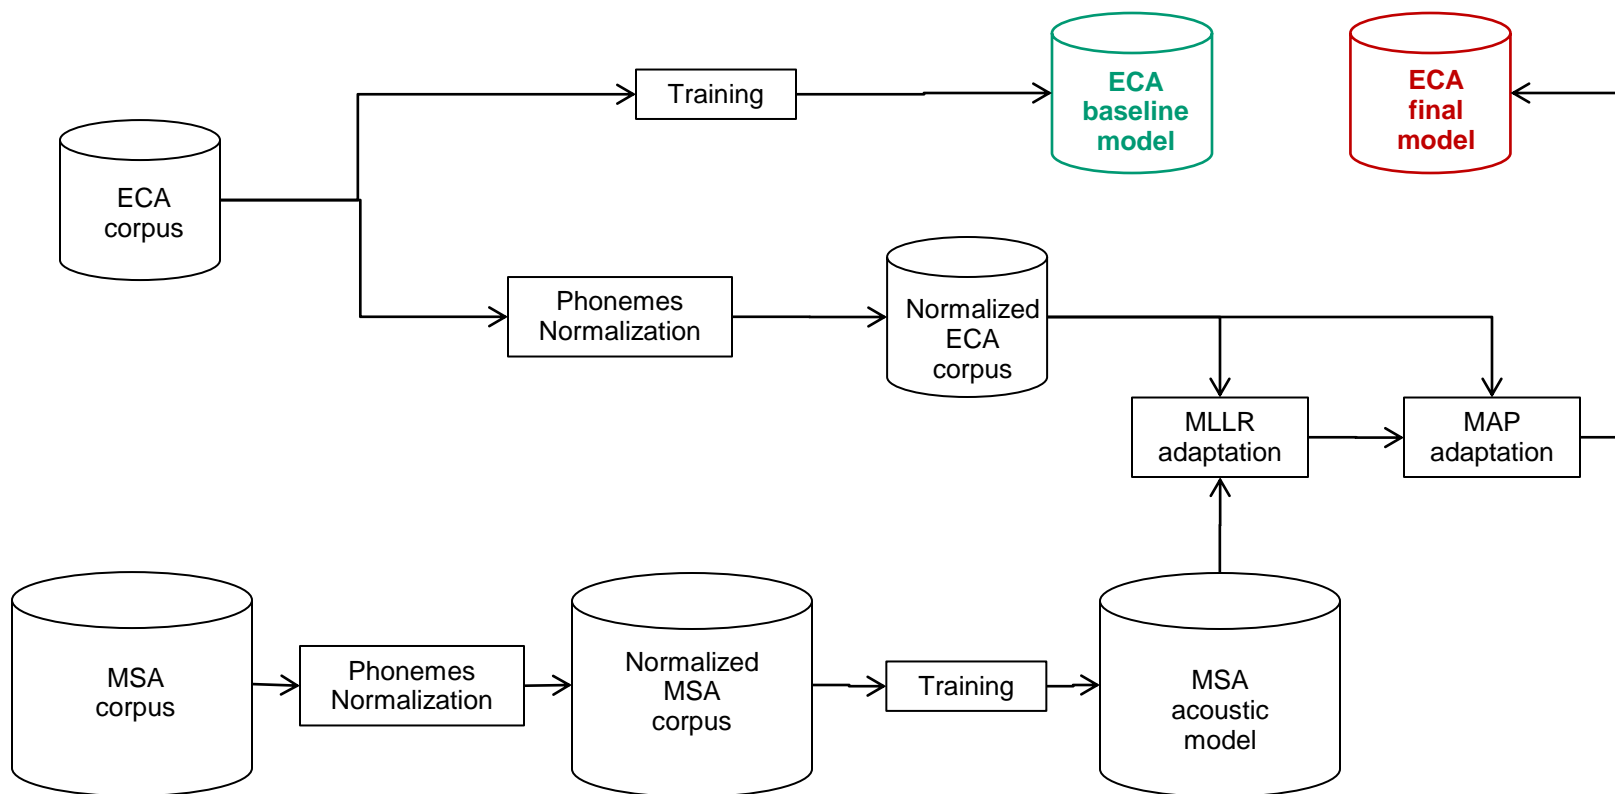 Training
ECA
baseline
model
ECA
final
model
ECA
corpus
Phonemes
Normalization
Normalized
ECA
corpus
MLLR
adaptation
MAP
adaptation
MSA
corpus
Phonemes
Normalization
Normalized
MSA
corpus
Training
MSA
acoustic
model